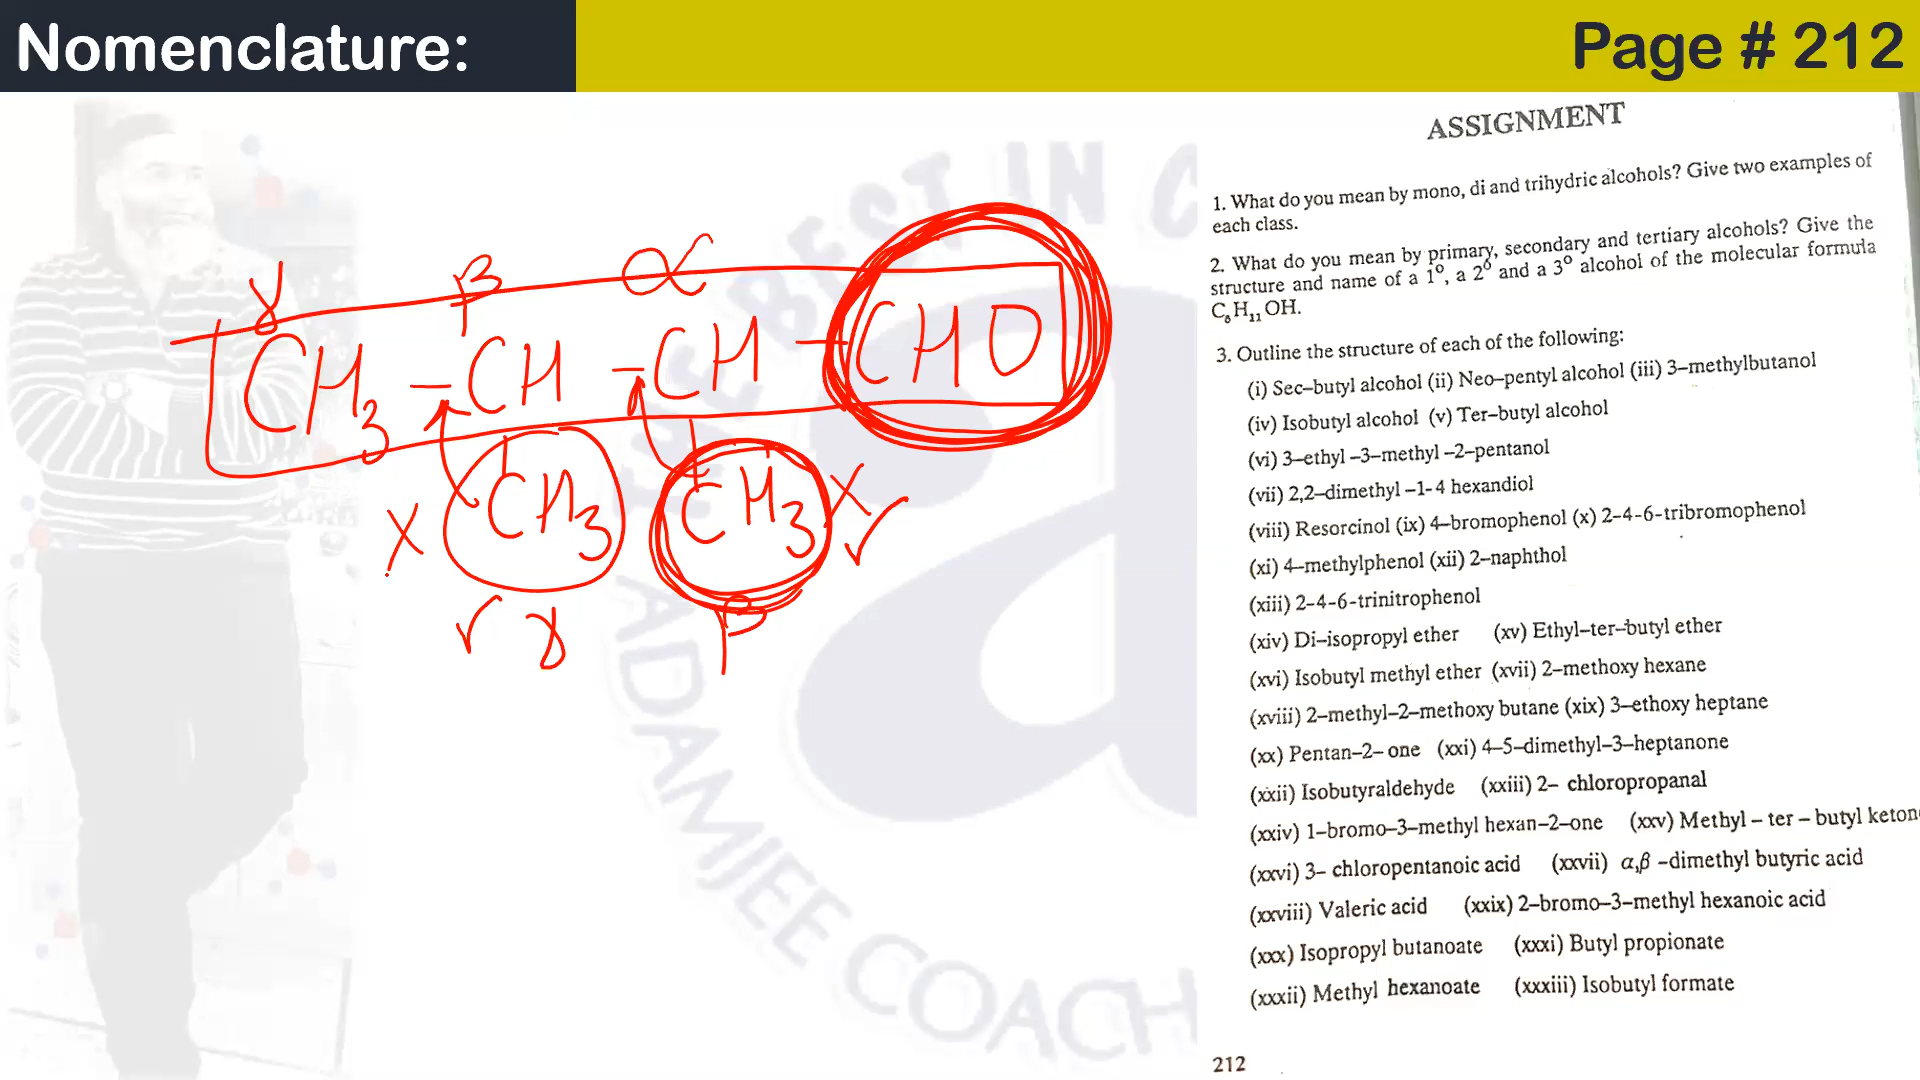 Nomenclature:
Page # 212
BEST IN C
ADAMJEE COACH
γ β α
CH3 - CH - CH - CHO
CH3 CH3
X X ✓
✓ γ β
ASSIGNMENT
1. What do you mean by mono, di and trihydric alcohols? Give two examples of
each class.
2. What do you mean by primary, secondary and tertiary alcohols? Give the
structure and name of a 1°, a 2° and a 3° alcohol of the molecular formula
H₁₁ OH.
3. Outline the structure of each of the following:
(i) Sec–butyl alcohol (ii) Neo–pentyl alcohol (iii) 3–methylbutanol
(iv) Isobutyl alcohol (v) Ter–butyl alcohol
(vi) 3–ethyl –3–methyl –2–pentanol
(vii) 2,2–dimethyl –1- 4 hexandiol
(viii) Resorcinol (ix) 4–bromophenol (x) 2-4-6-tribromophenol
(xi) 4–methylphenol (xii) 2–naphthol
(xiii) 2-4-6-trinitrophenol
(xiv) Di–isopropyl ether (xv) Ethyl–ter–butyl ether
(xvi) Isobutyl methyl ether (xvii) 2–methoxy hexane
(xviii) 2–methyl–2–methoxy butane (xix) 3–ethoxy heptane
(xx) Pentan–2– one (xxi) 4–5–dimethyl–3–heptanone
(xxii) Isobutyraldehyde (xxiii) 2– chloropropanal
(xxiv) 1–bromo–3–methyl hexan–2–one (xxv) Methyl – ter – butyl keton
(xxvi) 3– chloropentanoic acid (xxvii) α,β –dimethyl butyric acid
(xxviii) Valeric acid (xxix) 2–bromo–3–methyl hexanoic acid
(xxx) Isopropyl butanoate (xxxi) Butyl propionate
(xxxii) Methyl hexanoate (xxxiii) Isobutyl formate
212